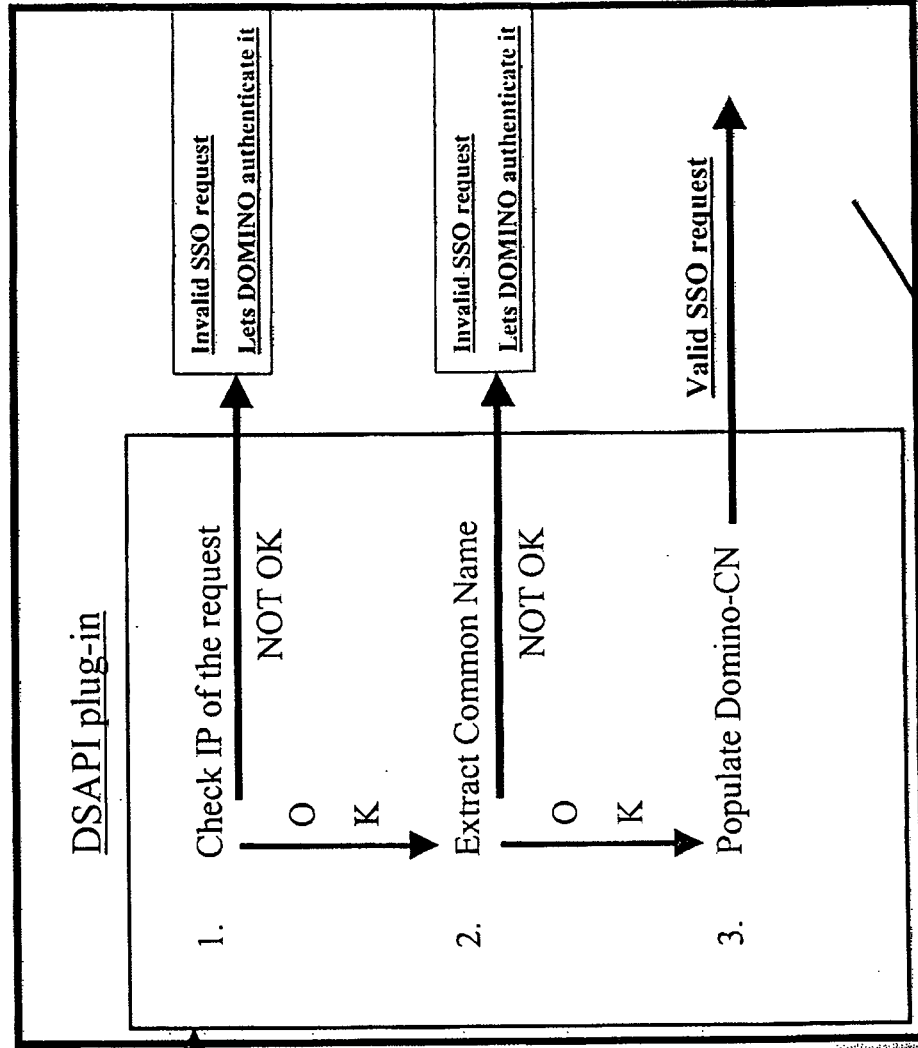 DSAPI plug-in
1. Check IP of the request
NOT OK
Invalid SSO request
Lets DOMINO authenticate it
O
K
2. Extract Common Name
NOT OK
Invalid SSO request
Lets DOMINO authenticate it
O
K
3. Populate Domino-CN
Valid SSO request